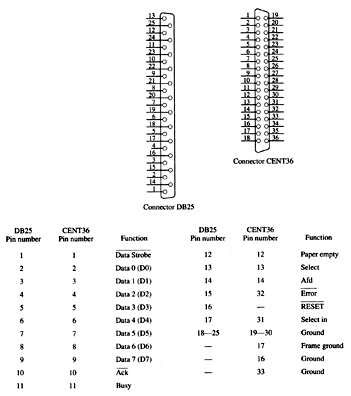 13
25
12
24
11
23
10
22
9
21
8
20
7
19
6
18
5
17
4
16
3
15
2
14
1
Connector DB25
1 19
2 20
3 21
4 22
5 23
6 24
7 25
8 26
9 27
10 28
11 29
12 30
13 31
14 32
15 33
16 34
17 35
18 36
Connector CENT36
DB25 CENT36 DB25 CENT36
Pin number Pin number Function Pin number Pin number Function
1 1 Data Strobe 12 12 Paper empty
2 2 Data 0 (D0) 13 13 Select
3 3 Data 1 (D1) 14 14 Afd
4 4 Data 2 (D2) 15 32 Error
5 5 Data 3 (D3) 16 — RESET
6 6 Data 4 (D4) 17 31 Select in
7 7 Data 5 (D5) 18—25 19—30 Ground
8 8 Data 6 (D6) — 17 Frame ground
9 9 Data 7 (D7) — 16 Ground
10 10 Ack — 33 Ground
11 11 Busy